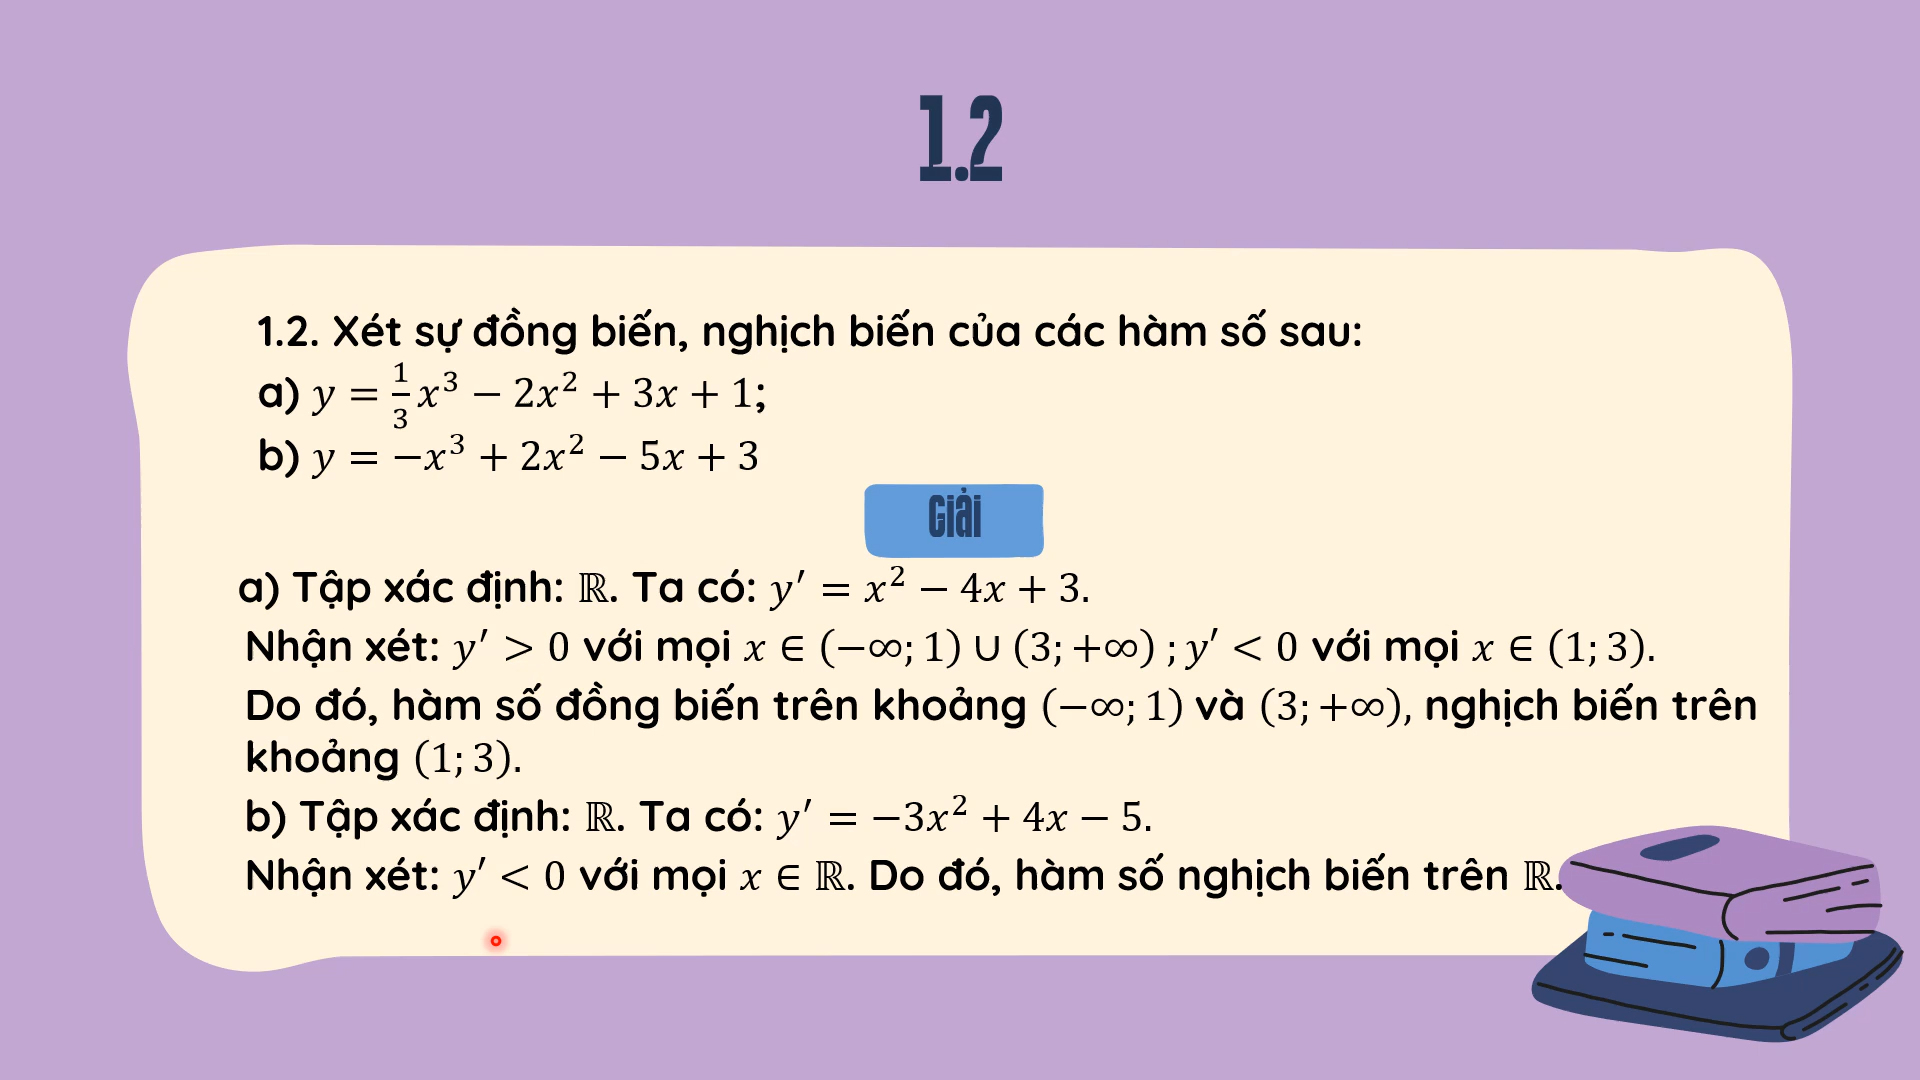 1.2
1.2. Xét sự đồng biến, nghịch biến của các hàm số sau:
a) y = 1/3 x³ − 2x² + 3x + 1;
b) y = −x³ + 2x² − 5x + 3
Giải
a) Tập xác định: ℝ. Ta có: y′ = x² − 4x + 3.
Nhận xét: y′ > 0 với mọi x ∈ (−∞; 1) ∪ (3; +∞) ; y′ < 0 với mọi x ∈ (1; 3).
Do đó, hàm số đồng biến trên khoảng (−∞; 1) và (3; +∞), nghịch biến trên
khoảng (1; 3).
b) Tập xác định: ℝ. Ta có: y′ = −3x² + 4x − 5.
Nhận xét: y′ < 0 với mọi x ∈ ℝ. Do đó, hàm số nghịch biến trên ℝ.